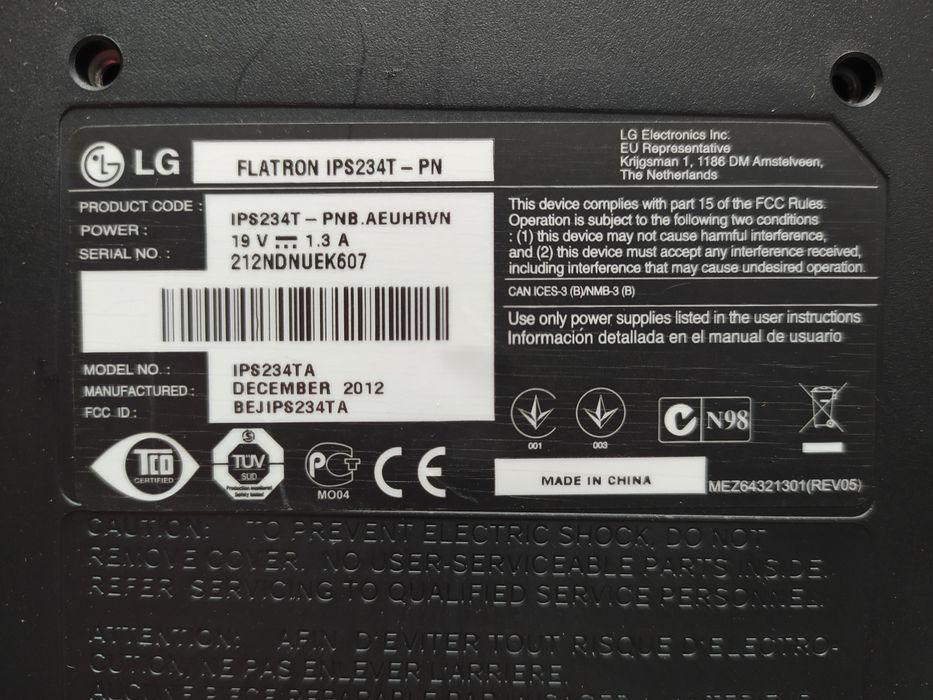 LG
FLATRON IPS234T – PN
LG Electronics Inc.
EU Representative
Krijgsman 1, 1186 DM Amstelveen,
The Netherlands
PRODUCT CODE : IPS234T – PNB.AEUHRVN
POWER : 19 V ⎓ 1.3 A
SERIAL NO. : 212NDNUEK607
MODEL NO. : IPS234TA
MANUFACTURED : DECEMBER 2012
FCC ID : BEJIPS234TA
This device complies with part 15 of the FCC Rules.
Operation is subject to the following two conditions
: (1) this device may not cause harmful interference,
and (2) this device must accept any interference received,
including interference that may cause undesired operation.
CAN ICES-3 (B)/NMB-3 (B)
Use only power supplies listed in the user instructions
Información detallada en el manual de usuario
001
003
N98
TCO
CERTIFIED
TÜV
SÜD
Production monitored
Safety tested
PCT
MO04
CE
MADE IN CHINA
MEZ64321301(REV05)
CAUTION: TO PREVENT ELECTRIC SHOCK, DO NOT
REMOVE COVER. NO USER-SERVICEABLE PARTS INSIDE.
REFER SERVICING TO QUALIFIED SERVICE PERSONNEL.
ATTENTION: AFIN D'EVITER TOUT RISQUE D'ELECTRO-
CUTION, NE PAS ENLEVER L'ARRIERE.